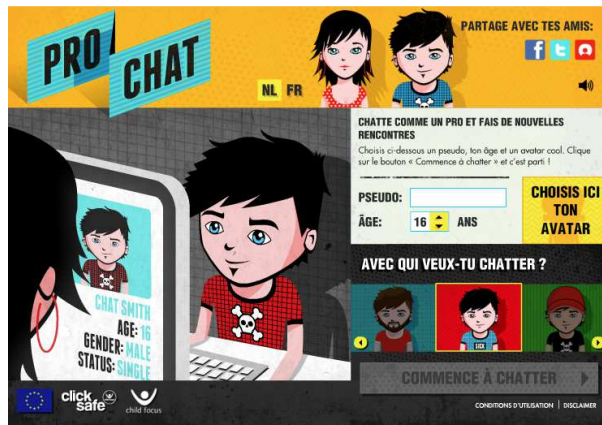 PRO
CHAT
NL FR
PARTAGE AVEC TES AMIS:
f t
CHATTE COMME UN PRO ET FAIS DE NOUVELLES
RENCONTRES
Choisis ci-dessous un pseudo, ton âge et un avatar cool. Clique
sur le bouton « Commence à chatter » et c'est parti !
PSEUDO:
ÂGE: 16 ANS
CHOISIS ICI
TON
AVATAR
CHAT SMITH
AGE: 16
GENDER: MALE
STATUS: SINGLE
AVEC QUI VEUX-TU CHATTER ?
COMMENCE À CHATTER
click
safe
child focus
CONDITIONS D'UTILISATION | DISCLAIMER